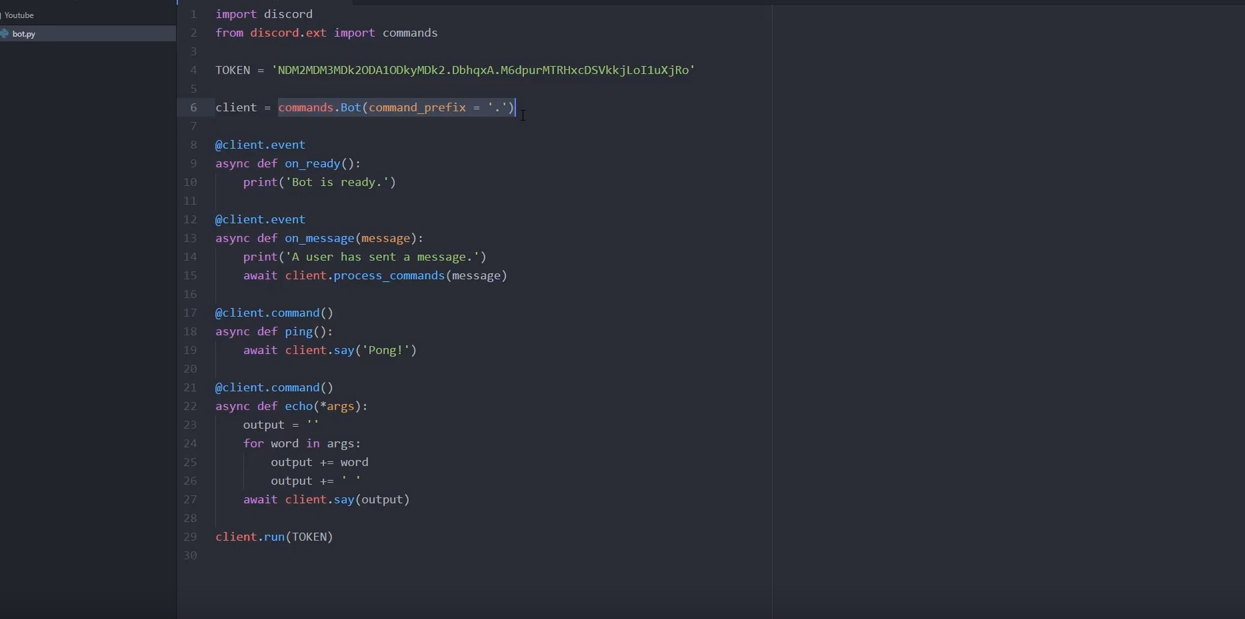 Youtube
bot.py
1 import discord
2 from discord.ext import commands
3
4 TOKEN = 'NDM2MDM3MDk2ODA1ODkyMDk2.DbhqxA.M6dpurMTRHxcDSVkkjLoI1uXjRo'
5
6 client = commands.Bot(command_prefix = '.')
7
8 @client.event
9 async def on_ready():
10     print('Bot is ready.')
11
12 @client.event
13 async def on_message(message):
14     print('A user has sent a message.')
15     await client.process_commands(message)
16
17 @client.command()
18 async def ping():
19     await client.say('Pong!')
20
21 @client.command()
22 async def echo(*args):
23     output = ''
24     for word in args:
25         output += word
26         output += ' '
27     await client.say(output)
28
29 client.run(TOKEN)
30